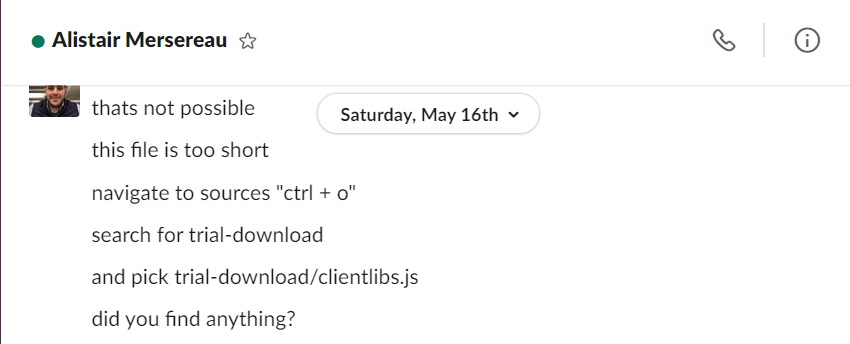 Alistair Mersereau
Saturday, May 16th
thats not possible
this file is too short
navigate to sources "ctrl + o"
search for trial-download
and pick trial-download/clientlibs.js
did you find anything?